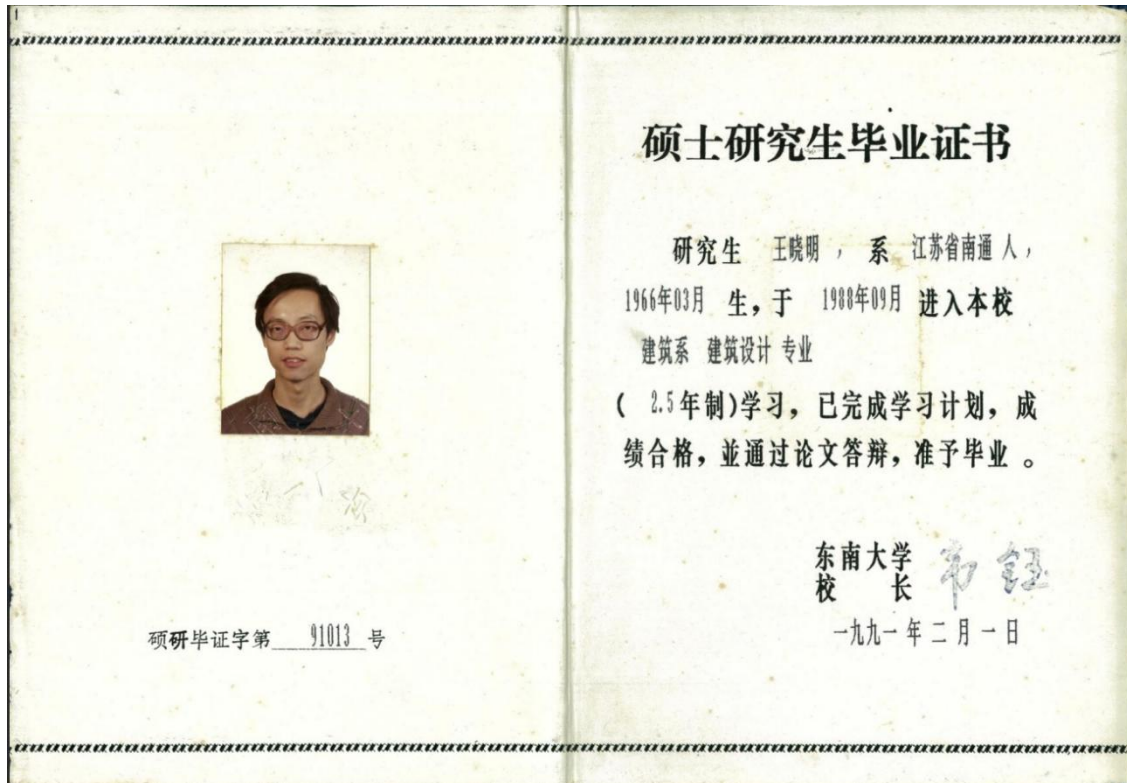 硕研毕证字第 91013 号
硕士研究生毕业证书
研究生 王晓明，系 江苏省南通 人，
1966年03月 生，于 1988年09月 进入本校
建筑系 建筑设计 专业
( 2.5年制)学习，已完成学习计划，成
绩合格，並通过论文答辩，准予毕业 。
东南大学
校 长 韦钰
一九九一年二月一日